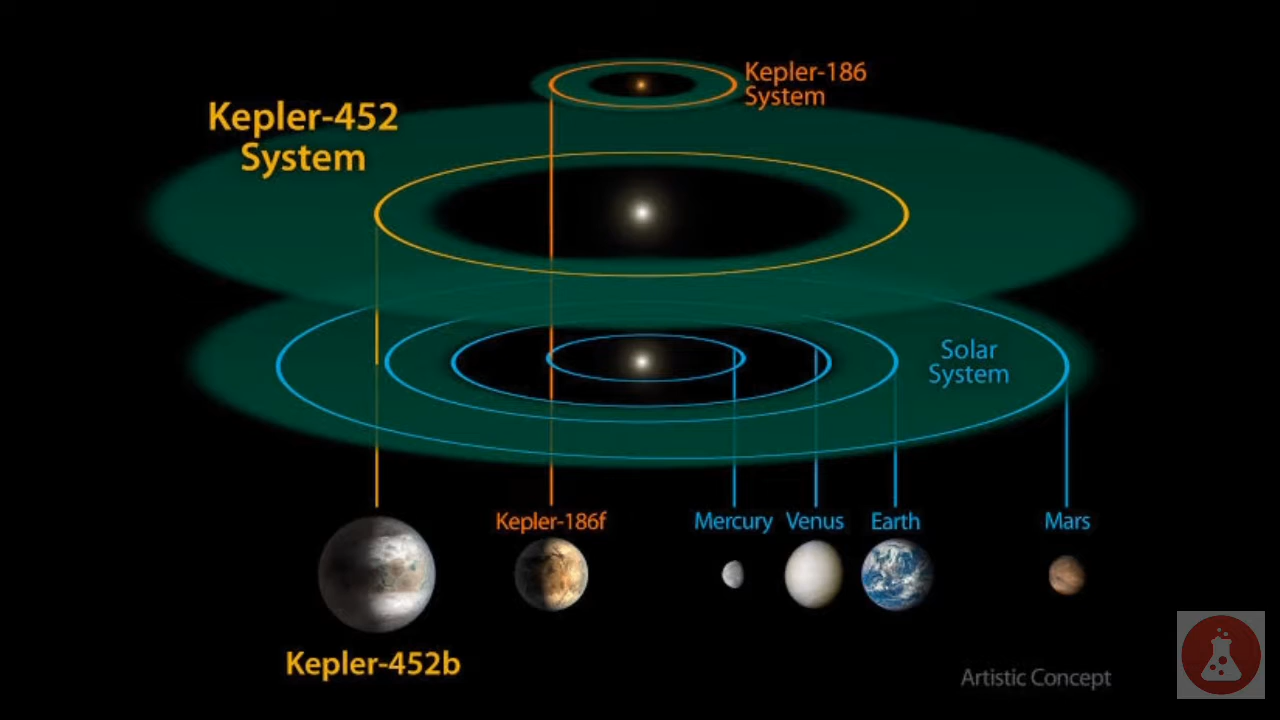 Kepler-186
System
Kepler-452
System
Solar
System
Kepler-186f
Mercury
Venus
Earth
Mars
Kepler-452b
Artistic Concept